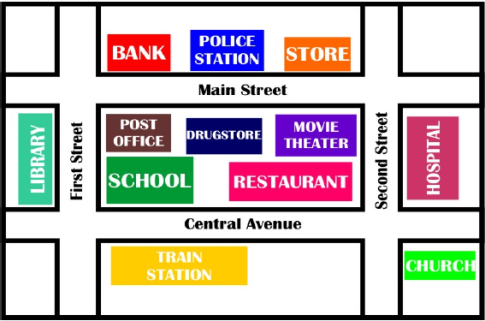 BANK
POLICE
STATION
STORE
Main Street
LIBRARY
First Street
POST
OFFICE
DRUGSTORE
MOVIE
THEATER
Second Street
HOSPITAL
SCHOOL
RESTAURANT
Central Avenue
TRAIN
STATION
CHURCH